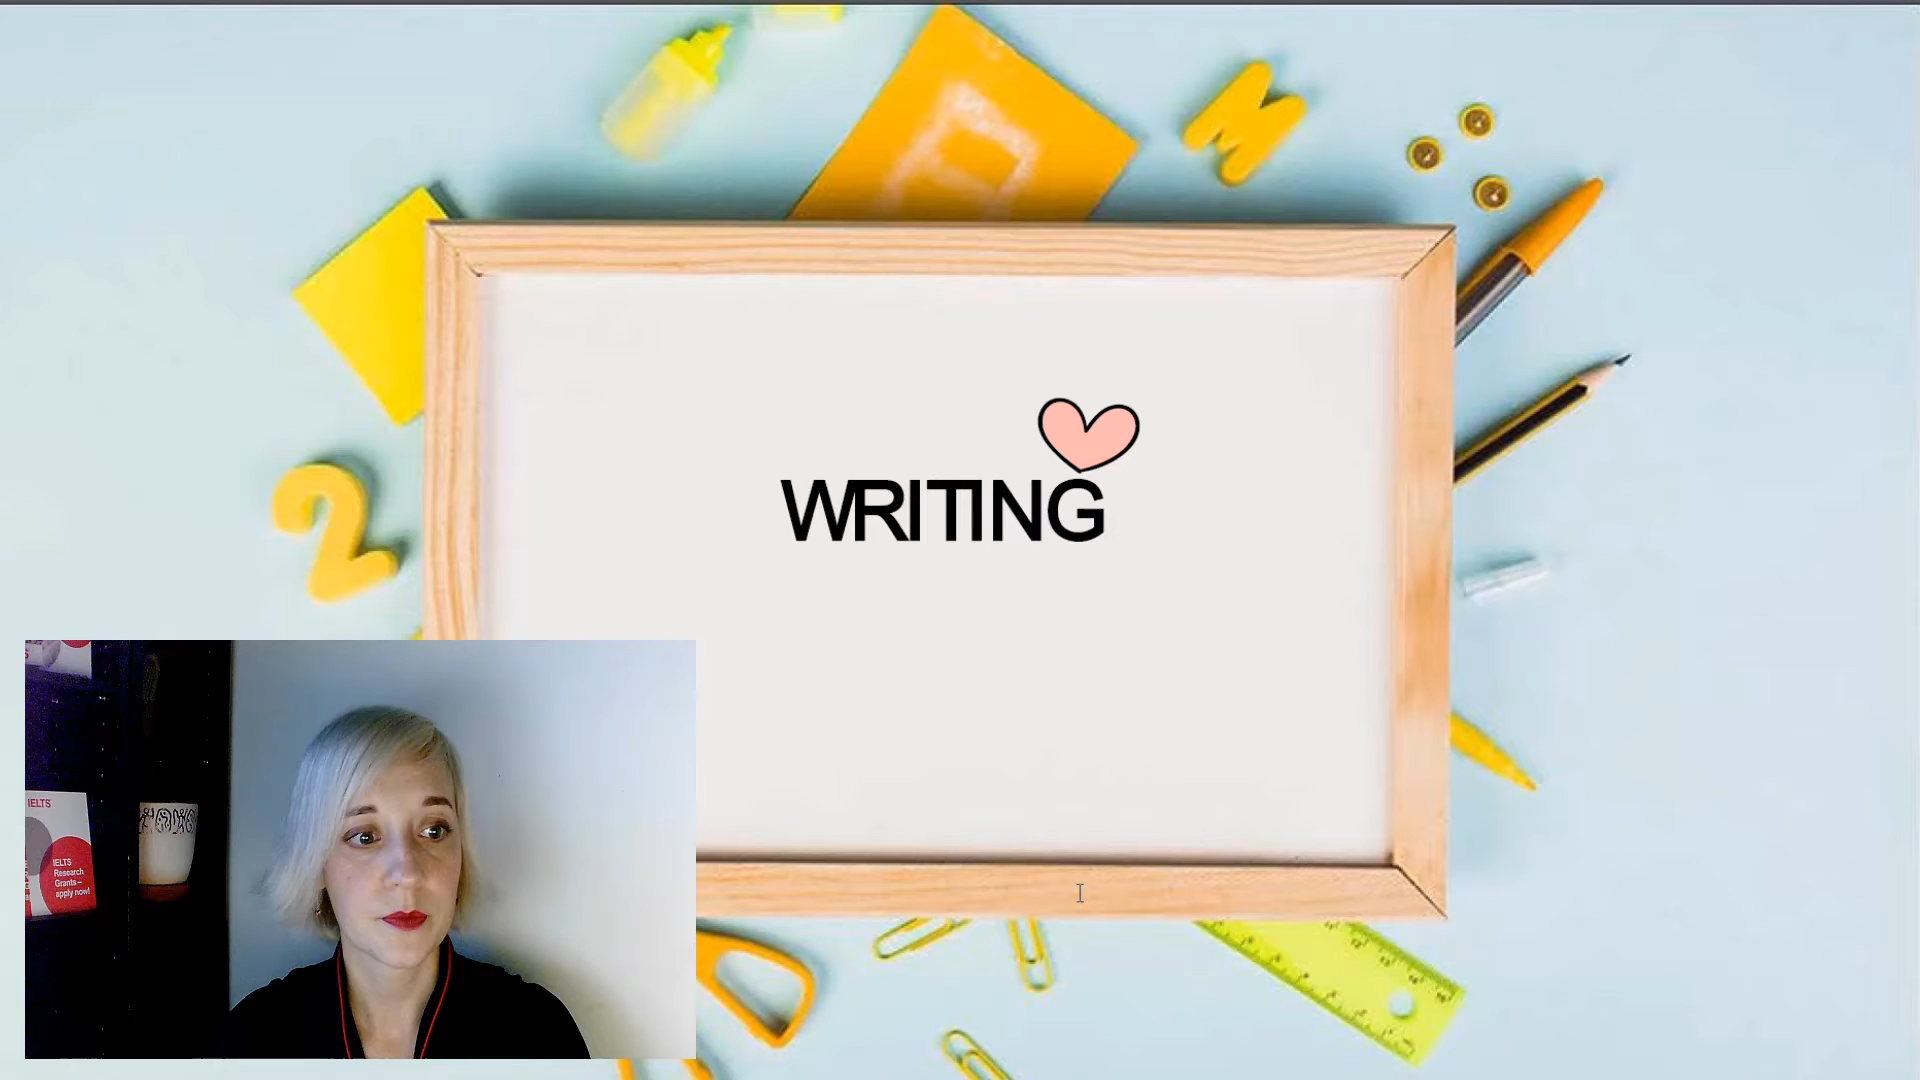 WRITING
IELTS
IELTS
Research
Grants –
apply now!